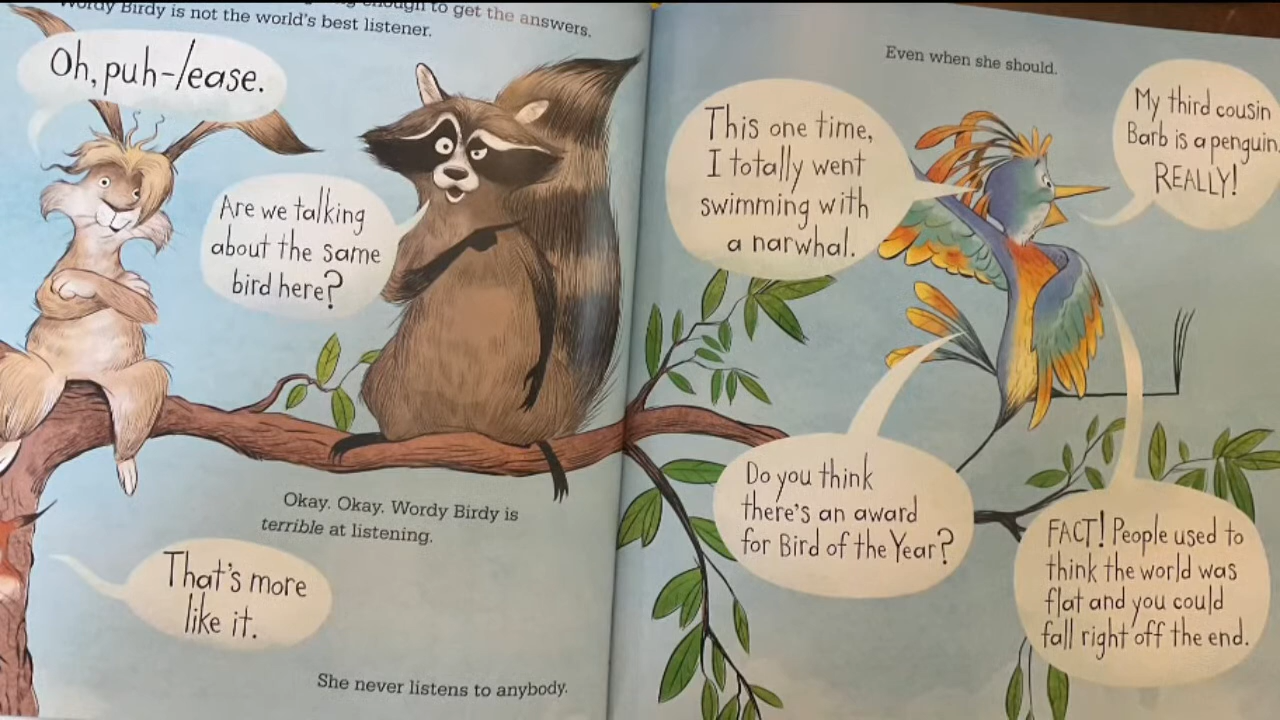 enough to get the answers.
Wordy Birdy is not the world's best listener.
Oh, puh-lease.
Are we talking
about the same
bird here?
Okay. Okay. Wordy Birdy is
terrible at listening.
That's more
like it.
She never listens to anybody.
Even when she should.
This one time,
I totally went
swimming with
a narwhal.
My third cousin
Barb is a penguin.
REALLY!
Do you think
there's an award
for Bird of the Year?
FACT! People used to
think the world was
flat and you could
fall right off the end.